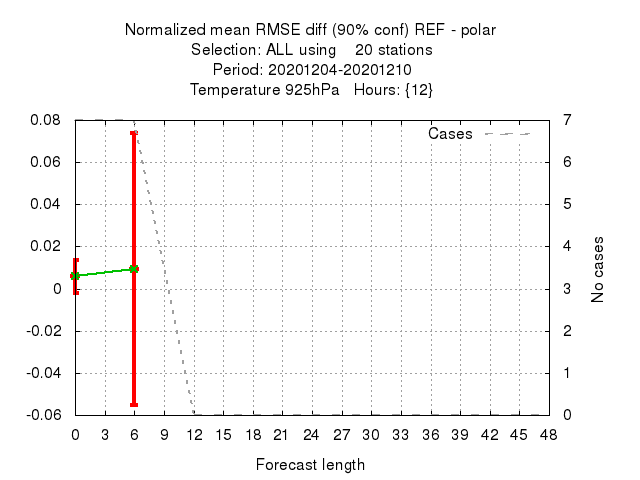 Normalized mean RMSE diff (90% conf) REF - polar
Selection: ALL using 20 stations
Period: 20201204-20201210
Temperature 925hPa Hours: {12}
0.08 7
Cases
0.06 6
0.04 5
0.02 4
0 3
-0.02 2
-0.04 1
-0.06 0
No cases
0 3 6 9 12 15 18 21 24 27 30 33 36 39 42 45 48
Forecast length